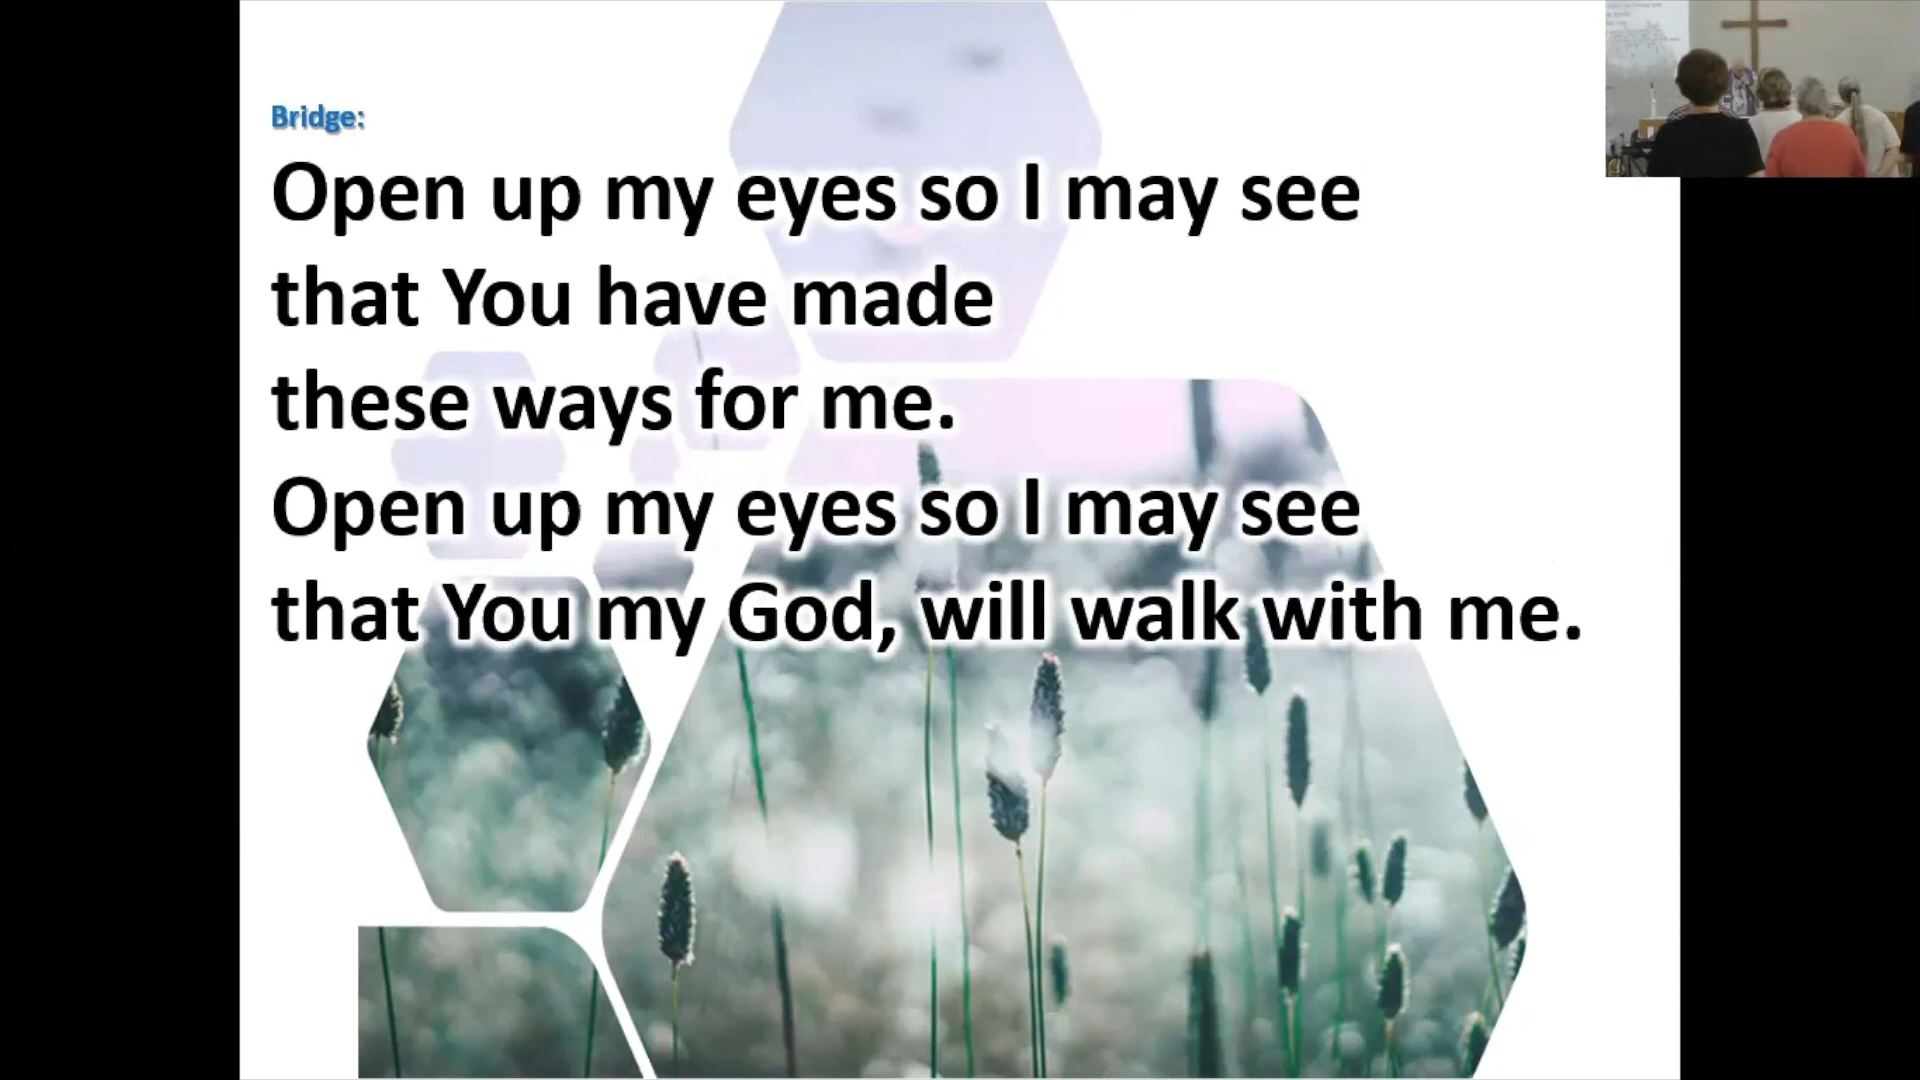 Bridge:
Open up my eyes so I may see
that You have made
these ways for me.
Open up my eyes so I may see
that You my God, will walk with me.